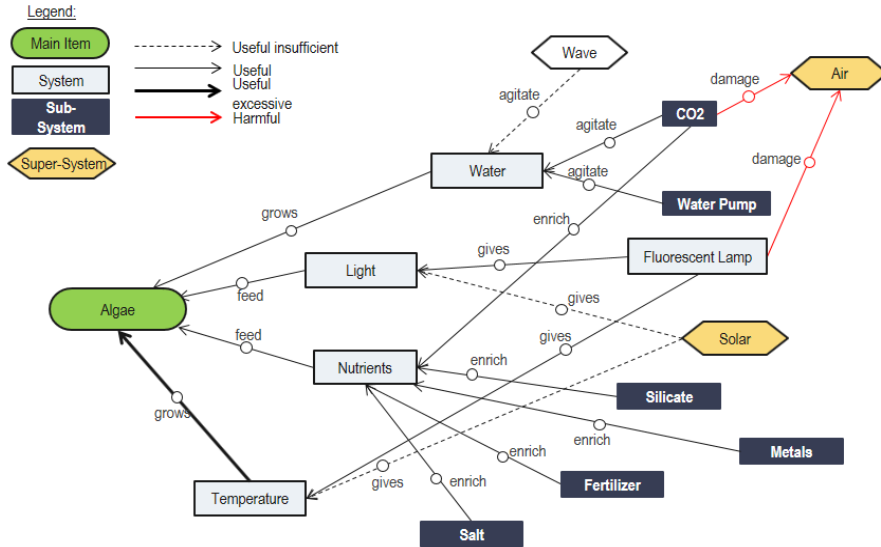 Legend:
Main Item
System
Sub-
System
Super-System
Useful insufficient
Useful
Useful
excessive
Harmful
Wave
Air
damage
agitate
CO2
agitate
Water
agitate
damage
Water Pump
grows
enrich
gives
Fluorescent Lamp
Light
feed
gives
Algae
feed
gives
Solar
Nutrients
enrich
Silicate
grows
enrich
Metals
enrich
Temperature
gives
enrich
Fertilizer
Salt